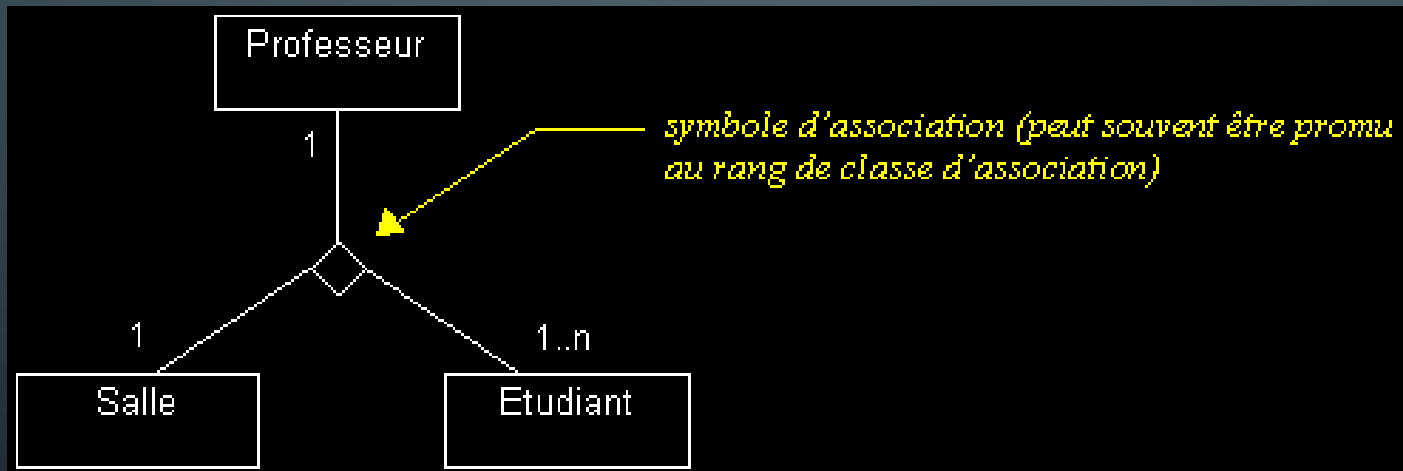 Professeur
1
symbole d'association (peut souvent être promu
au rang de classe d'association)
1
1..n
Salle
Etudiant